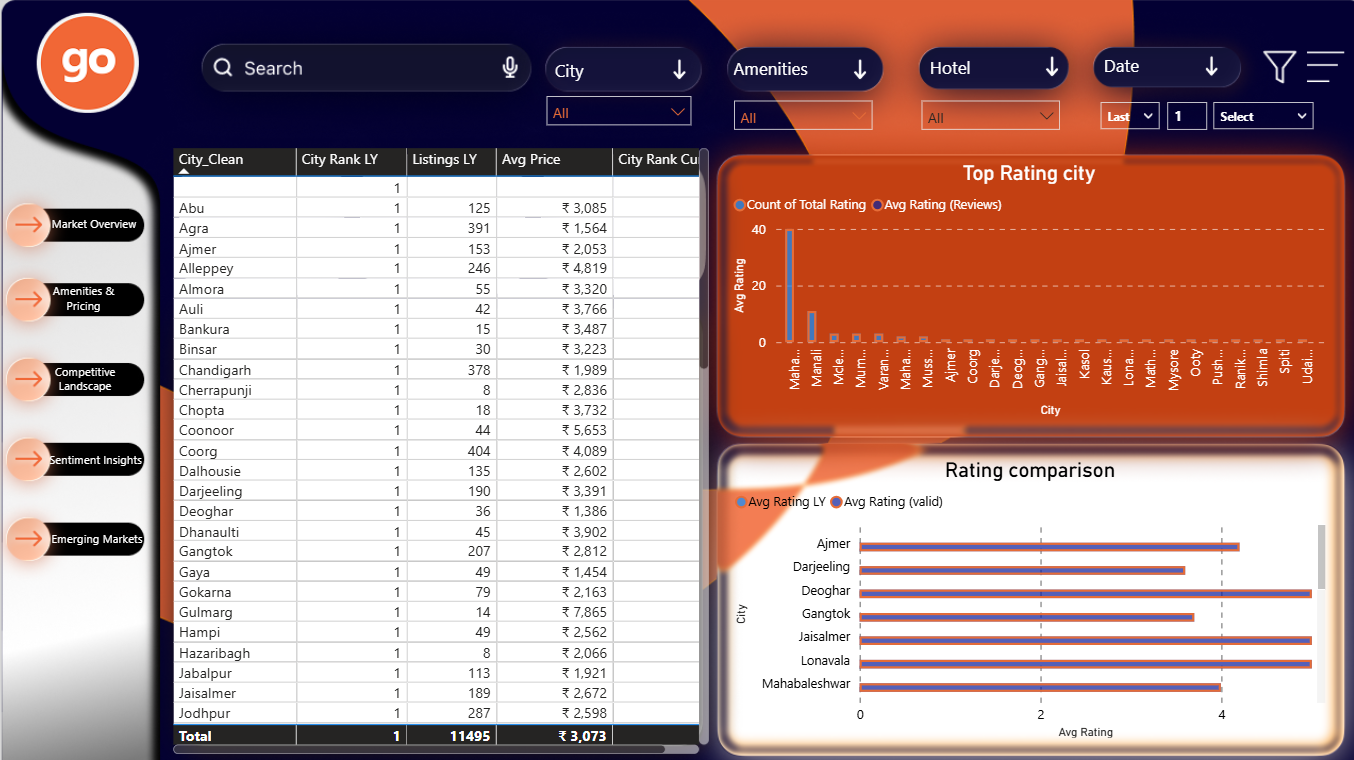 go
Search
City
Amenities
Hotel
Date
All
All
All
Last
1
Select
Market Overview
Amenities &
Pricing
Competitive
Landscape
Sentiment Insights
Emerging Markets
City_Clean City Rank LY Listings LY Avg Price City Rank Cu
1
Abu 1 125 ₹ 3,085
Agra 1 391 ₹ 1,564
Ajmer 1 153 ₹ 2,053
Alleppey 1 246 ₹ 4,819
Almora 1 55 ₹ 3,320
Auli 1 42 ₹ 3,766
Bankura 1 15 ₹ 3,487
Binsar 1 30 ₹ 3,223
Chandigarh 1 378 ₹ 1,989
Cherrapunji 1 8 ₹ 2,836
Chopta 1 18 ₹ 3,732
Coonoor 1 44 ₹ 5,653
Coorg 1 404 ₹ 4,089
Dalhousie 1 135 ₹ 2,602
Darjeeling 1 190 ₹ 3,391
Deoghar 1 36 ₹ 1,386
Dhanaulti 1 45 ₹ 3,902
Gangtok 1 207 ₹ 2,812
Gaya 1 49 ₹ 1,454
Gokarna 1 79 ₹ 2,163
Gulmarg 1 14 ₹ 7,865
Hampi 1 49 ₹ 2,562
Hazaribagh 1 8 ₹ 2,066
Jabalpur 1 113 ₹ 1,921
Jaisalmer 1 189 ₹ 2,672
Jodhpur 1 287 ₹ 2,598
Total 1 11495 ₹ 3,073
Top Rating city
Count of Total Rating Avg Rating (Reviews)
Avg Rating
40
20
0
Maha...
Manali
Mcle...
Mum...
Varan...
Maha...
Muss...
Ajmer
Coorg
Darje...
Deog...
Gang...
Jaisal...
Kasol
Kaus...
Lona...
Math...
Mysore
Ooty
Push...
Ranik...
Shimla
Spiti
Udai...
City
Rating comparison
Avg Rating LY Avg Rating (valid)
City
Ajmer
Darjeeling
Deoghar
Gangtok
Jaisalmer
Lonavala
Mahabaleshwar
0 2 4
Avg Rating